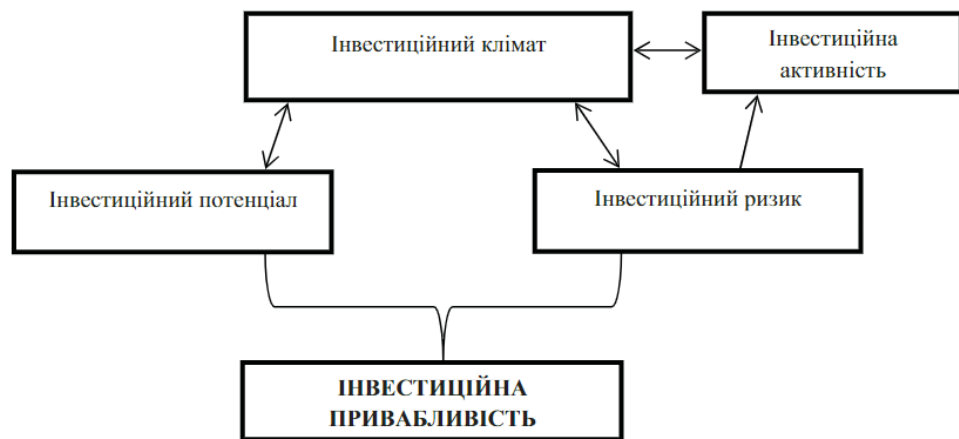 Інвестиційний клімат
Інвестиційна
активність
Інвестиційний потенціал
Інвестиційний ризик
ІНВЕСТИЦІЙНА
ПРИВАБЛИВІСТЬ